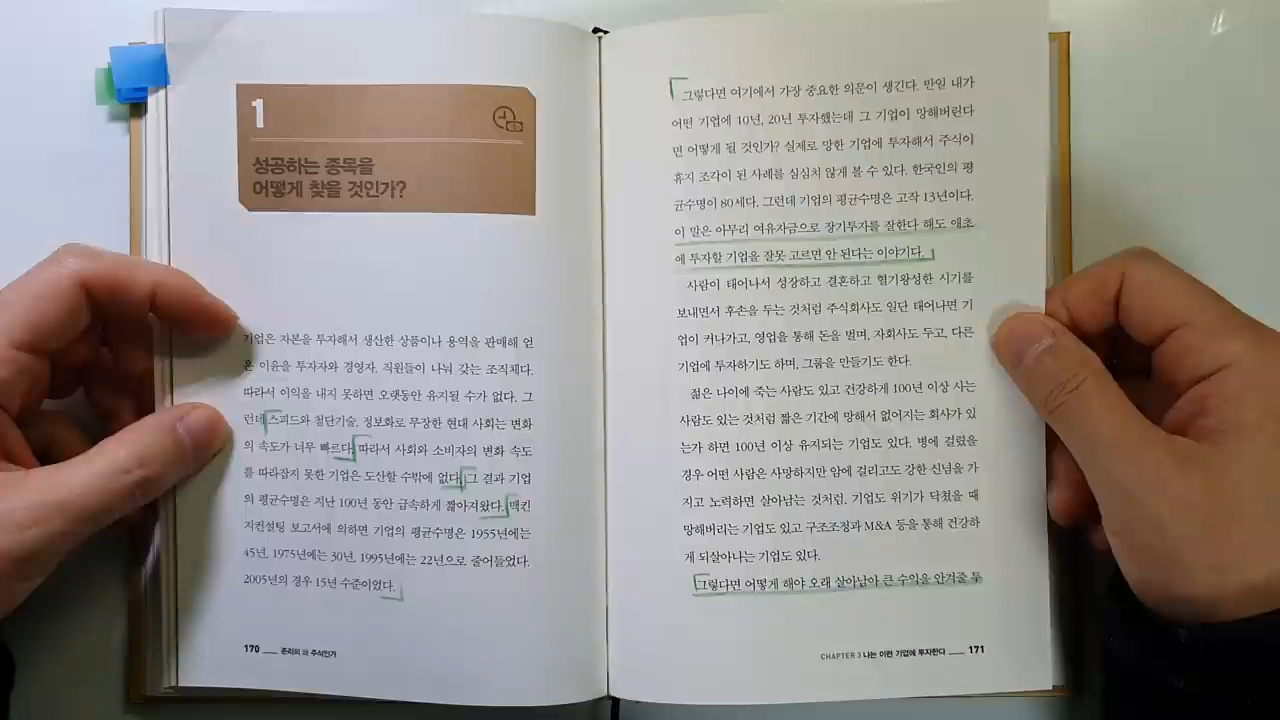 1
성공하는 종목을
어떻게 찾을 것인가?
기업은 자본을 투자해서 생산한 상품이나 용역을 판매해 얻
은 이윤을 투자자와 경영자, 직원들이 나눠 갖는 조직체다.
따라서 이익을 내지 못하면 오랫동안 유지될 수가 없다. 그
런데 스피드와 첨단기술, 정보화로 무장한 현대 사회는 변화
의 속도가 너무 빠르다. 따라서 사회와 소비자의 변화 속도
를 따라잡지 못한 기업은 도산할 수밖에 없다. 그 결과 기업
의 평균수명은 지난 100년 동안 급속하게 짧아져왔다. 맥킨
지컨설팅 보고서에 의하면 기업의 평균수명은 1955년에는
45년, 1975년에는 30년, 1995년에는 22년으로 줄어들었다.
2005년의 경우 15년 수준이었다.
170 존리의 왜 주식인가
그렇다면 여기에서 가장 중요한 의문이 생긴다. 만일 내가
어떤 기업에 10년, 20년 투자했는데 그 기업이 망해버린다
면 어떻게 될 것인가? 실제로 망한 기업에 투자해서 주식이
휴지 조각이 된 사례를 심심치 않게 볼 수 있다. 한국인의 평
균수명이 80세다. 그런데 기업의 평균수명은 고작 13년이다.
이 말은 아무리 여유자금으로 장기투자를 잘한다 해도 애초
에 투자할 기업을 잘못 고르면 안 된다는 이야기다.
사람이 태어나서 성장하고 결혼하고 혈기왕성한 시기를
보내면서 후손을 두는 것처럼 주식회사도 일단 태어나면 기
업이 커나가고, 영업을 통해 돈을 벌며, 자회사도 두고, 다른
기업에 투자하기도 하며, 그룹을 만들기도 한다.
젊은 나이에 죽는 사람도 있고 건강하게 100년 이상 사는
사람도 있는 것처럼 짧은 기간에 망해서 없어지는 회사가 있
는가 하면 100년 이상 유지되는 기업도 있다. 병에 걸렸을
경우 어떤 사람은 사망하지만 암에 걸리고도 강한 신념을 가
지고 노력하면 살아남는 것처럼, 기업도 위기가 닥쳤을 때
망해버리는 기업도 있고 구조조정과 M&A 등을 통해 건강하
게 되살아나는 기업도 있다.
그렇다면 어떻게 해야 오래 살아남아 큰 수익을 안겨줄 투
CHAPTER 3 나는 이런 기업에 투자한다 171